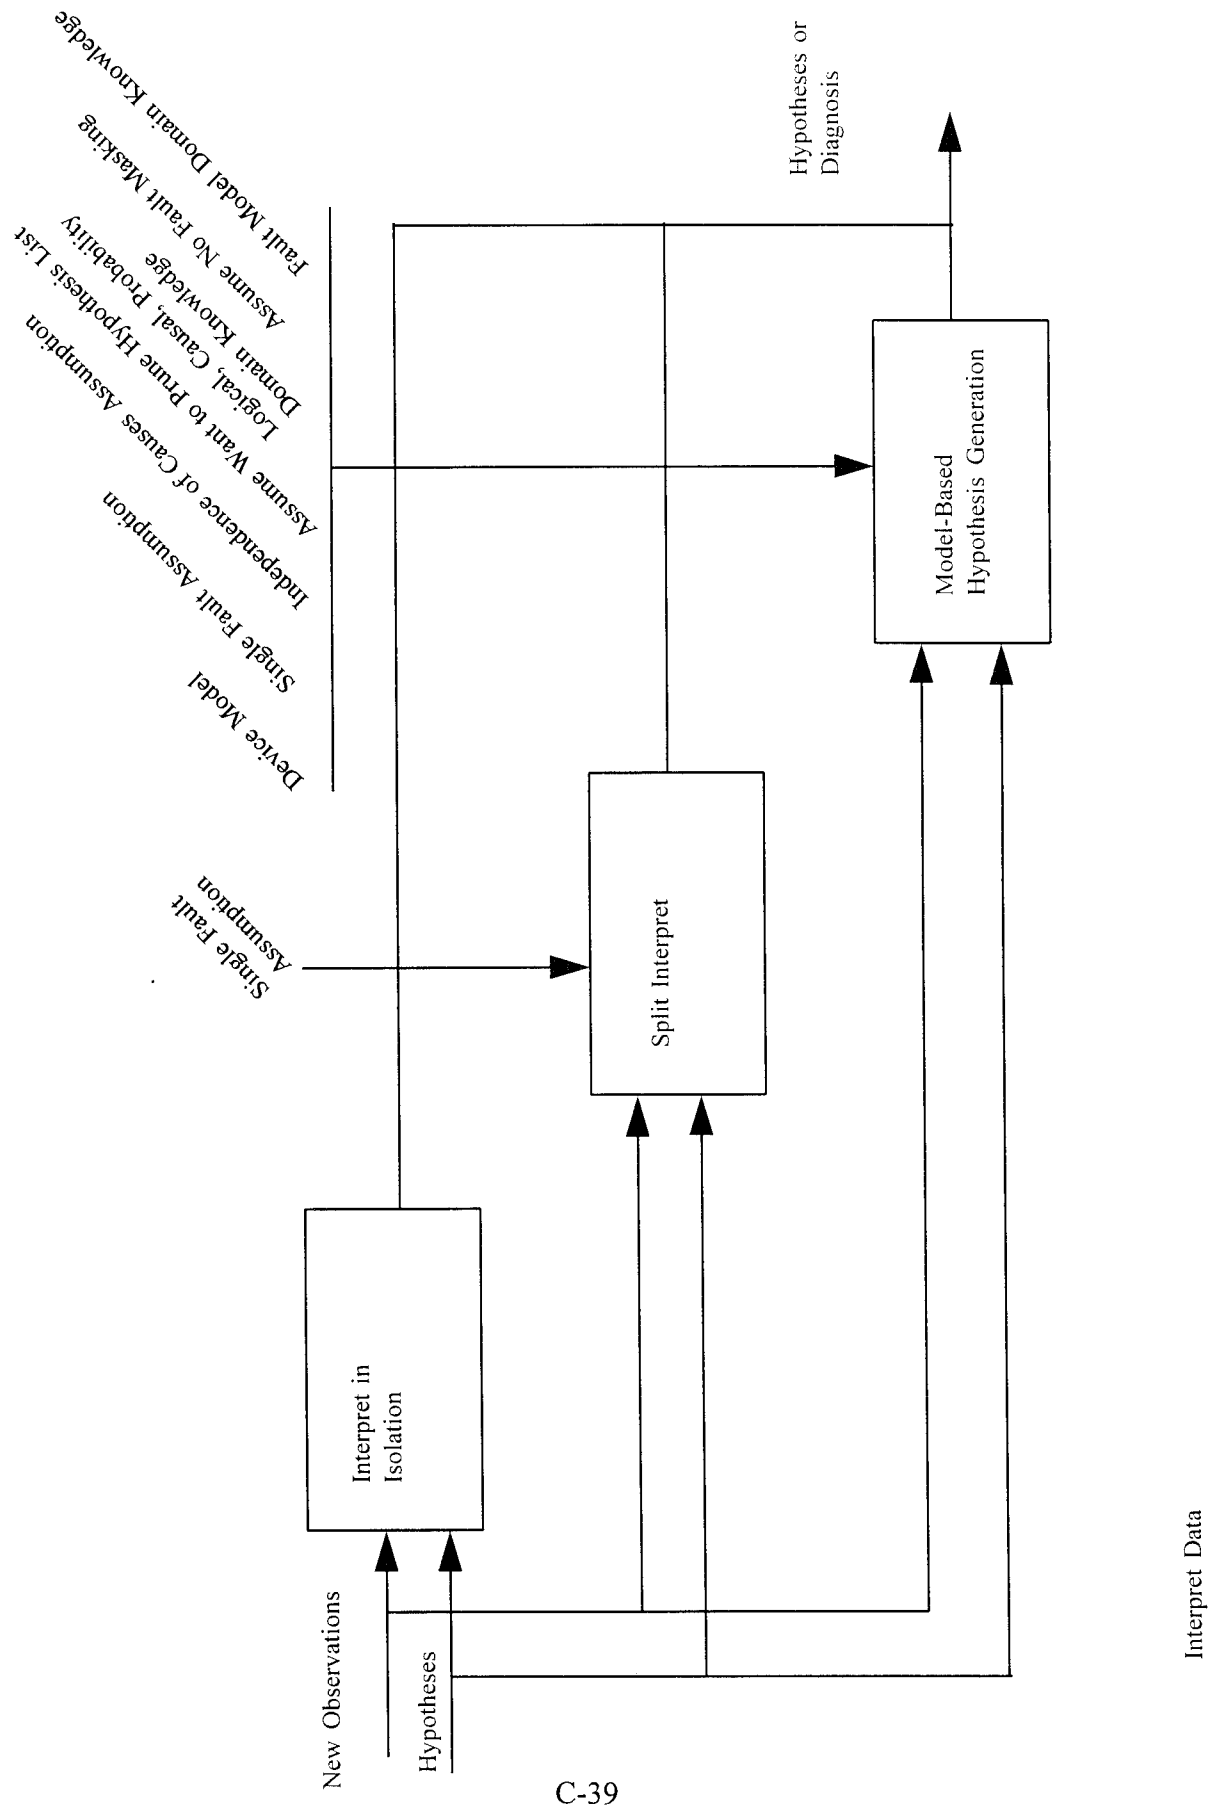 Device Model
Single Fault Assumption
Independence of Causes Assumption
Assume Want to Prune Hypothesis List
Logical, Causal, Probability
Domain Knowledge
Assume No Fault Masking
Fault Model Domain Knowledge
Single Fault
Assumption
New Observations
Hypotheses
Interpret in
Isolation
Split Interpret
Model-Based
Hypothesis Generation
Hypotheses or
Diagnosis
Interpret Data
C-39